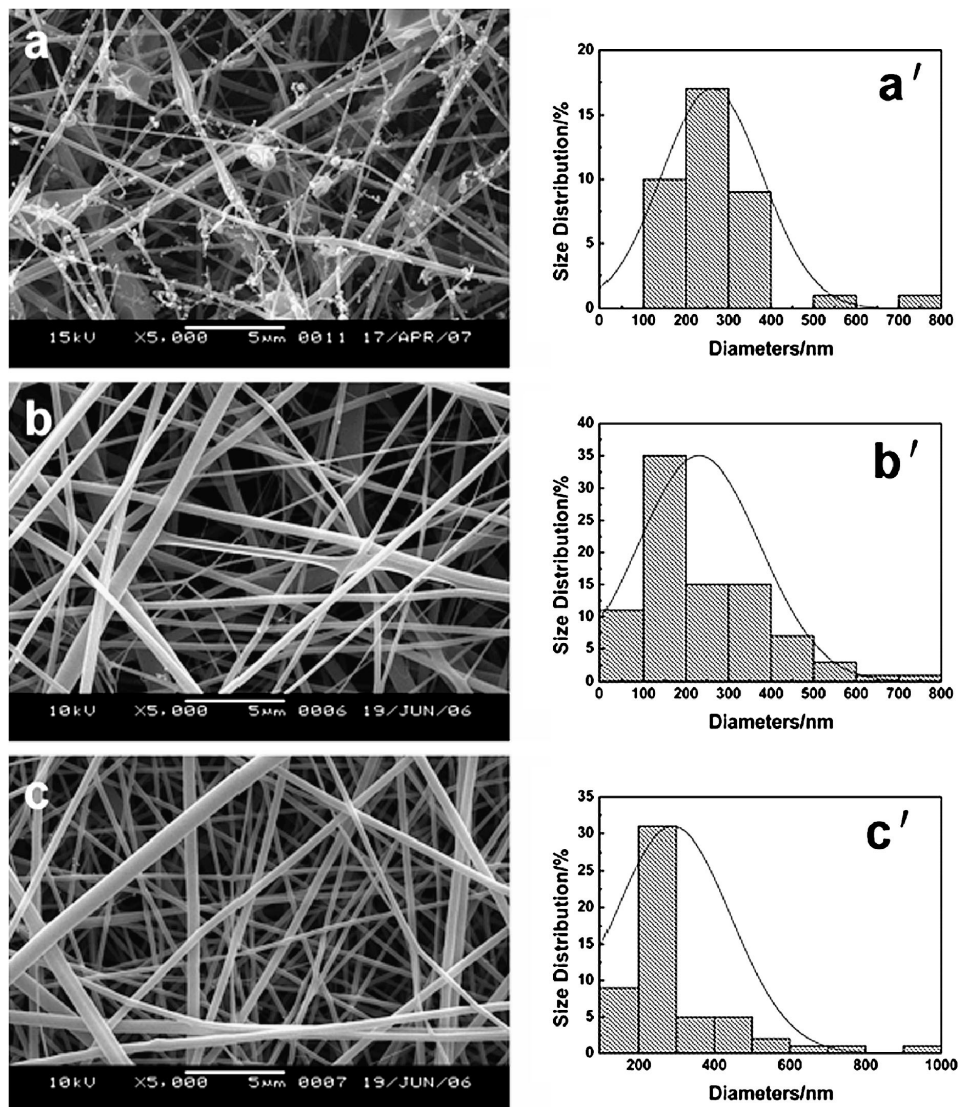 a
15kV X5,000 5µm 0011 17/APR/07
a'
Size Distribution/%
20
15
10
5
0
0 100 200 300 400 500 600 700 800
Diameters/nm
b
10kV X5,000 5µm 0006 19/JUN/06
b'
Size Distribution/%
40
35
30
25
20
15
10
5
0
0 100 200 300 400 500 600 700 800
Diameters/nm
c
10kV X5,000 5µm 0007 19/JUN/06
c'
Size Distribution/%
35
30
25
20
15
10
5
0
200 400 600 800 1000
Diameters/nm